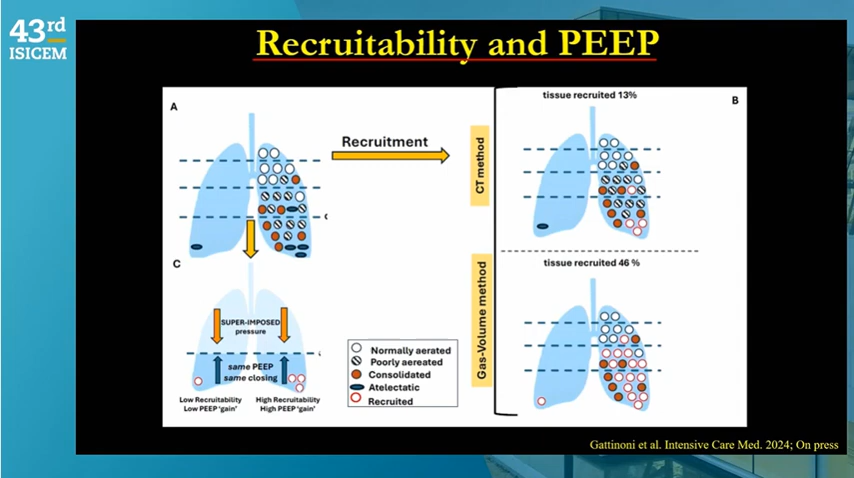 43rd
ISICEM
Recruitability and PEEP
A
Recruitment
CT method
tissue recruited 13%
B
C
SUPER-IMPOSED
pressure
same PEEP
same closing
Low Recruitability
Low PEEP 'gain'
High Recruitability
High PEEP 'gain'
Normally aerated
Poorly aereated
Consolidated
Atelectatic
Recruited
Gas-Volume method
tissue recruited 46 %
Gattinoni et al. Intensive Care Med. 2024; On press